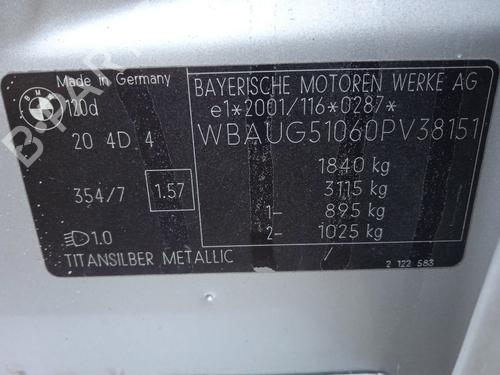 BMW
Made in Germany
120d
20 4D 4
354/7 1.57
1.0
TITANSILBER METALLIC
BAYERISCHE MOTOREN WERKE AG
e1*2001/116*0287*
WBAUG51060PV38151
1840 kg
3115 kg
1- 895 kg
2- 1025 kg
/
2 122 583